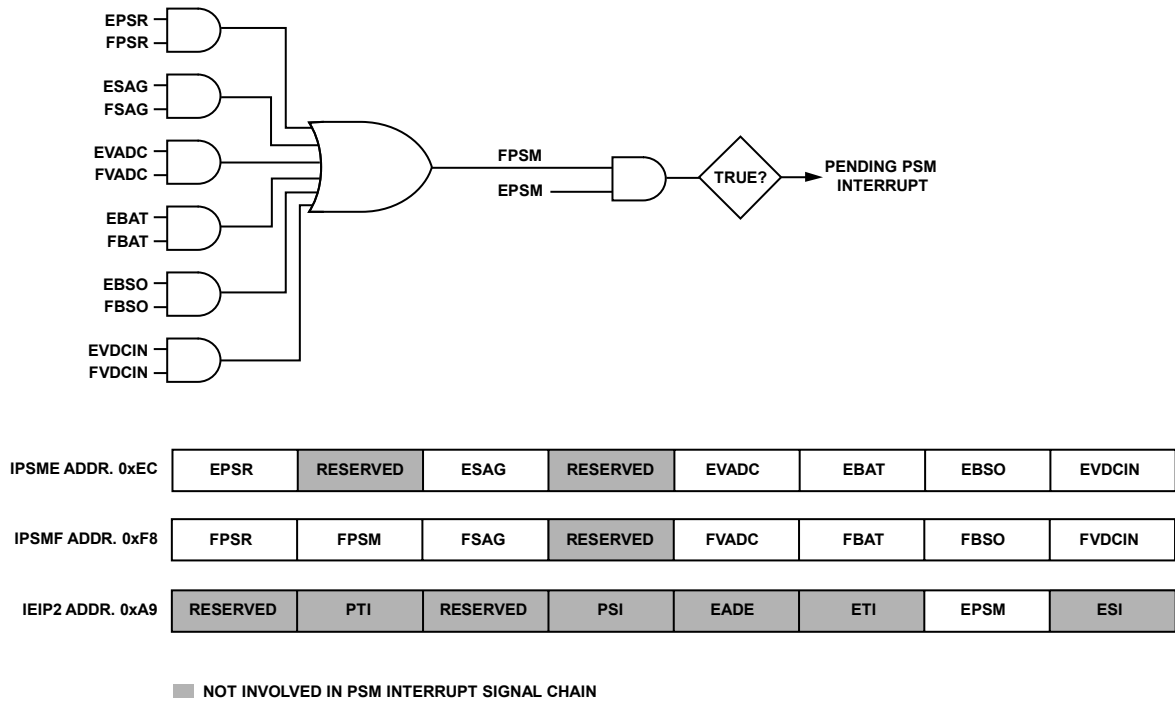 EPSR
FPSR
ESAG
FSAG
EVADC
FVADC
EBAT
FBAT
EBSO
FBSO
EVDCIN
FVDCIN
FPSM
EPSM
TRUE?
PENDING PSM
INTERRUPT
IPSME ADDR. 0xEC EPSR RESERVED ESAG RESERVED EVADC EBAT EBSO EVDCIN
IPSMF ADDR. 0xF8 FPSR FPSM FSAG RESERVED FVADC FBAT FBSO FVDCIN
IEIP2 ADDR. 0xA9 RESERVED PTI RESERVED PSI EADE ETI EPSM ESI
NOT INVOLVED IN PSM INTERRUPT SIGNAL CHAIN